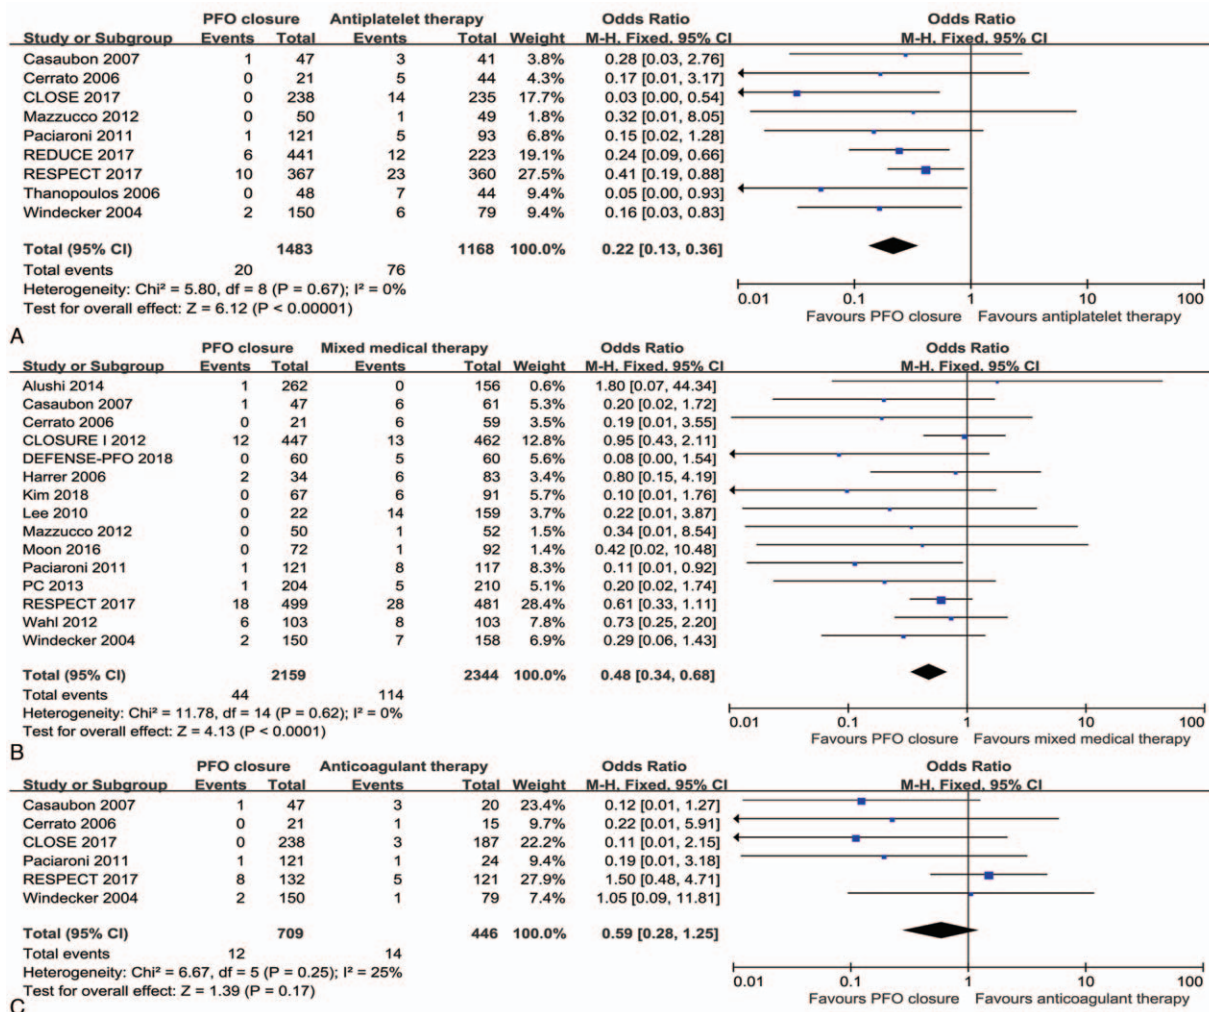 PFO closure Antiplatelet therapy Odds Ratio Odds Ratio
Study or Subgroup Events Total Events Total Weight M-H. Fixed. 95% CI M-H. Fixed. 95% CI
Casaubon 2007 1 47 3 41 3.8% 0.28 [0.03, 2.76]
Cerrato 2006 0 21 5 44 4.3% 0.17 [0.01, 3.17]
CLOSE 2017 0 238 14 235 17.7% 0.03 [0.00, 0.54]
Mazzucco 2012 0 50 1 49 1.8% 0.32 [0.01, 8.05]
Paciaroni 2011 1 121 5 93 6.8% 0.15 [0.02, 1.28]
REDUCE 2017 6 441 12 223 19.1% 0.24 [0.09, 0.66]
RESPECT 2017 10 367 23 360 27.5% 0.41 [0.19, 0.88]
Thanopoulos 2006 0 48 7 44 9.4% 0.05 [0.00, 0.93]
Windecker 2004 2 150 6 79 9.4% 0.16 [0.03, 0.83]
Total (95% CI) 1483 1168 100.0% 0.22 [0.13, 0.36]
Total events 20 76
Heterogeneity: Chi² = 5.80, df = 8 (P = 0.67); I² = 0%
Test for overall effect: Z = 6.12 (P < 0.00001)
0.01 0.1 1 10 100
Favours PFO closure Favours antiplatelet therapy
A
PFO closure Mixed medical therapy Odds Ratio Odds Ratio
Study or Subgroup Events Total Events Total Weight M-H. Fixed. 95% CI M-H. Fixed. 95% CI
Alushi 2014 1 262 0 156 0.6% 1.80 [0.07, 44.34]
Casaubon 2007 1 47 6 61 5.3% 0.20 [0.02, 1.72]
Cerrato 2006 0 21 6 59 3.5% 0.19 [0.01, 3.55]
CLOSURE I 2012 12 447 13 462 12.8% 0.95 [0.43, 2.11]
DEFENSE-PFO 2018 0 60 5 60 5.6% 0.08 [0.00, 1.54]
Harrer 2006 2 34 6 83 3.4% 0.80 [0.15, 4.19]
Kim 2018 0 67 6 91 5.7% 0.10 [0.01, 1.76]
Lee 2010 0 22 14 159 3.9% 0.22 [0.01, 3.87]
Mazzucco 2012 0 50 1 52 1.5% 0.34 [0.01, 8.54]
Moon 2016 0 72 1 92 1.4% 0.42 [0.02, 10.48]
Paciaroni 2011 1 121 8 117 8.3% 0.11 [0.01, 0.92]
PC 2013 1 204 5 210 5.1% 0.20 [0.02, 1.74]
RESPECT 2017 18 499 28 481 28.4% 0.61 [0.33, 1.11]
Wahl 2012 6 103 8 103 7.8% 0.73 [0.25, 2.20]
Windecker 2004 2 150 7 158 6.9% 0.29 [0.06, 1.43]
Total (95% CI) 2159 2344 100.0% 0.48 [0.34, 0.68]
Total events 44 114
Heterogeneity: Chi² = 11.78, df = 14 (P = 0.62); I² = 0%
Test for overall effect: Z = 4.13 (P < 0.0001)
0.01 0.1 1 10 100
Favours PFO closure Favours mixed medical therapy
B
PFO closure Anticoagulant therapy Odds Ratio Odds Ratio
Study or Subgroup Events Total Events Total Weight M-H. Fixed. 95% CI M-H. Fixed. 95% CI
Casaubon 2007 1 47 3 20 23.4% 0.12 [0.01, 1.27]
Cerrato 2006 0 21 1 15 9.7% 0.22 [0.01, 5.91]
CLOSE 2017 0 238 3 187 22.2% 0.11 [0.01, 2.15]
Paciaroni 2011 1 121 1 24 9.4% 0.19 [0.01, 3.18]
RESPECT 2017 8 132 5 121 27.9% 1.50 [0.48, 4.71]
Windecker 2004 2 150 1 79 7.4% 1.05 [0.09, 11.81]
Total (95% CI) 709 446 100.0% 0.59 [0.28, 1.25]
Total events 12 14
Heterogeneity: Chi² = 6.67, df = 5 (P = 0.25); I² = 25%
Test for overall effect: Z = 1.39 (P = 0.17)
0.01 0.1 1 10 100
Favours PFO closure Favours anticoagulant therapy
C